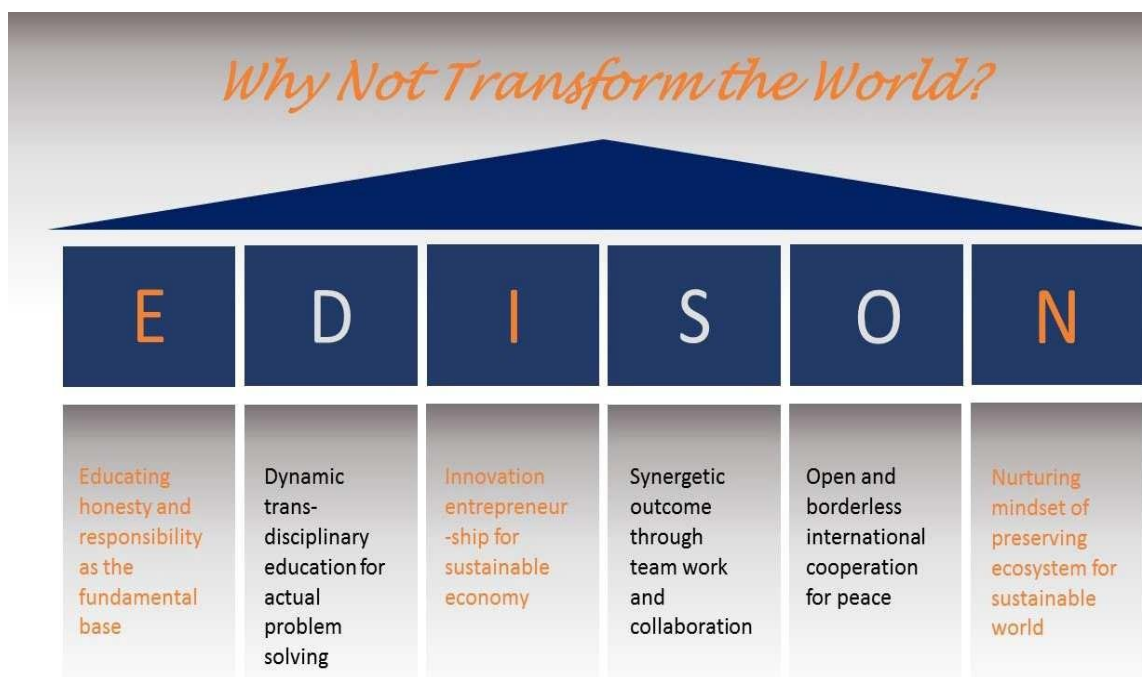 Why Not Transform the World?
E
D
I
S
O
N
Educating
honesty and
responsibility
as the
fundamental
base
Dynamic
trans-
disciplinary
education for
actual
problem
solving
Innovation
entrepreneur
-ship for
sustainable
economy
Synergetic
outcome
through
team work
and
collaboration
Open and
borderless
international
cooperation
for peace
Nurturing
mindset of
preserving
ecosystem for
sustainable
world